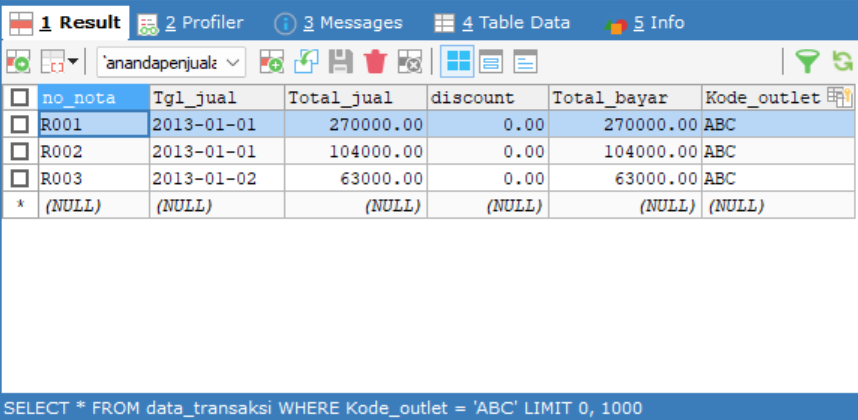 1 Result 2 Profiler 3 Messages 4 Table Data 5 Info
`anandapenjuala
no_nota Tgl_jual Total_jual discount Total_bayar Kode_outlet
R001 2013-01-01 270000.00 0.00 270000.00 ABC
R002 2013-01-01 104000.00 0.00 104000.00 ABC
R003 2013-01-02 63000.00 0.00 63000.00 ABC
* (NULL) (NULL) (NULL) (NULL) (NULL) (NULL)
SELECT * FROM data_transaksi WHERE Kode_outlet = 'ABC' LIMIT 0, 1000